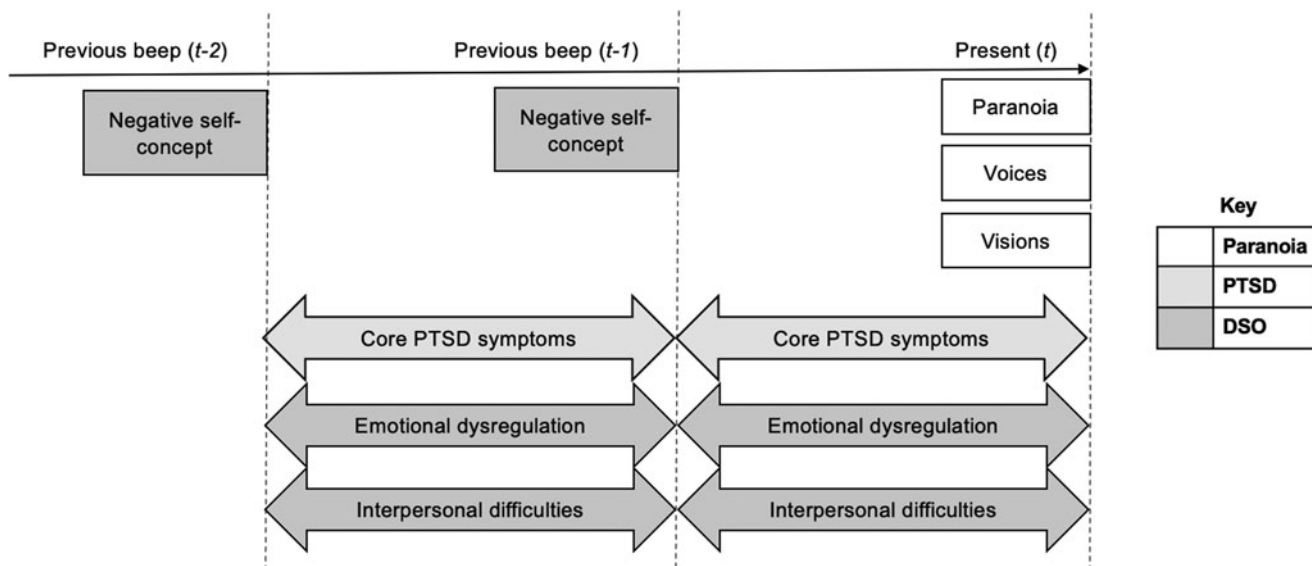 Previous beep (t-2)
Previous beep (t-1)
Present (t)
Negative self-
concept
Negative self-
concept
Paranoia
Voices
Visions
Key
Paranoia
PTSD
DSO
Core PTSD symptoms
Core PTSD symptoms
Emotional dysregulation
Emotional dysregulation
Interpersonal difficulties
Interpersonal difficulties